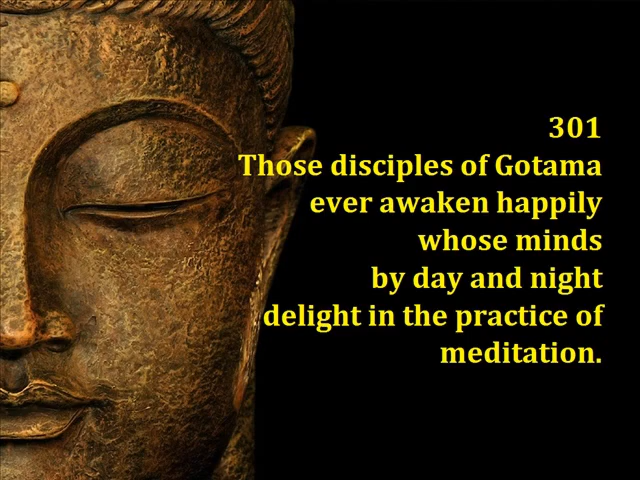 301
Those disciples of Gotama
ever awaken happily
whose minds
by day and night
delight in the practice of
meditation.